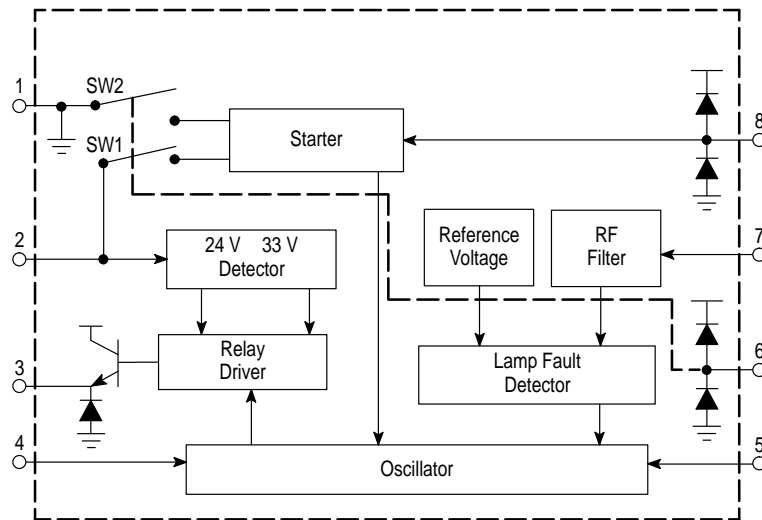 1
SW2
Starter
8
SW1
2
24 V 33 V
Detector
Reference
Voltage
RF
Filter
7
3
Relay
Driver
Lamp Fault
Detector
6
4
Oscillator
5